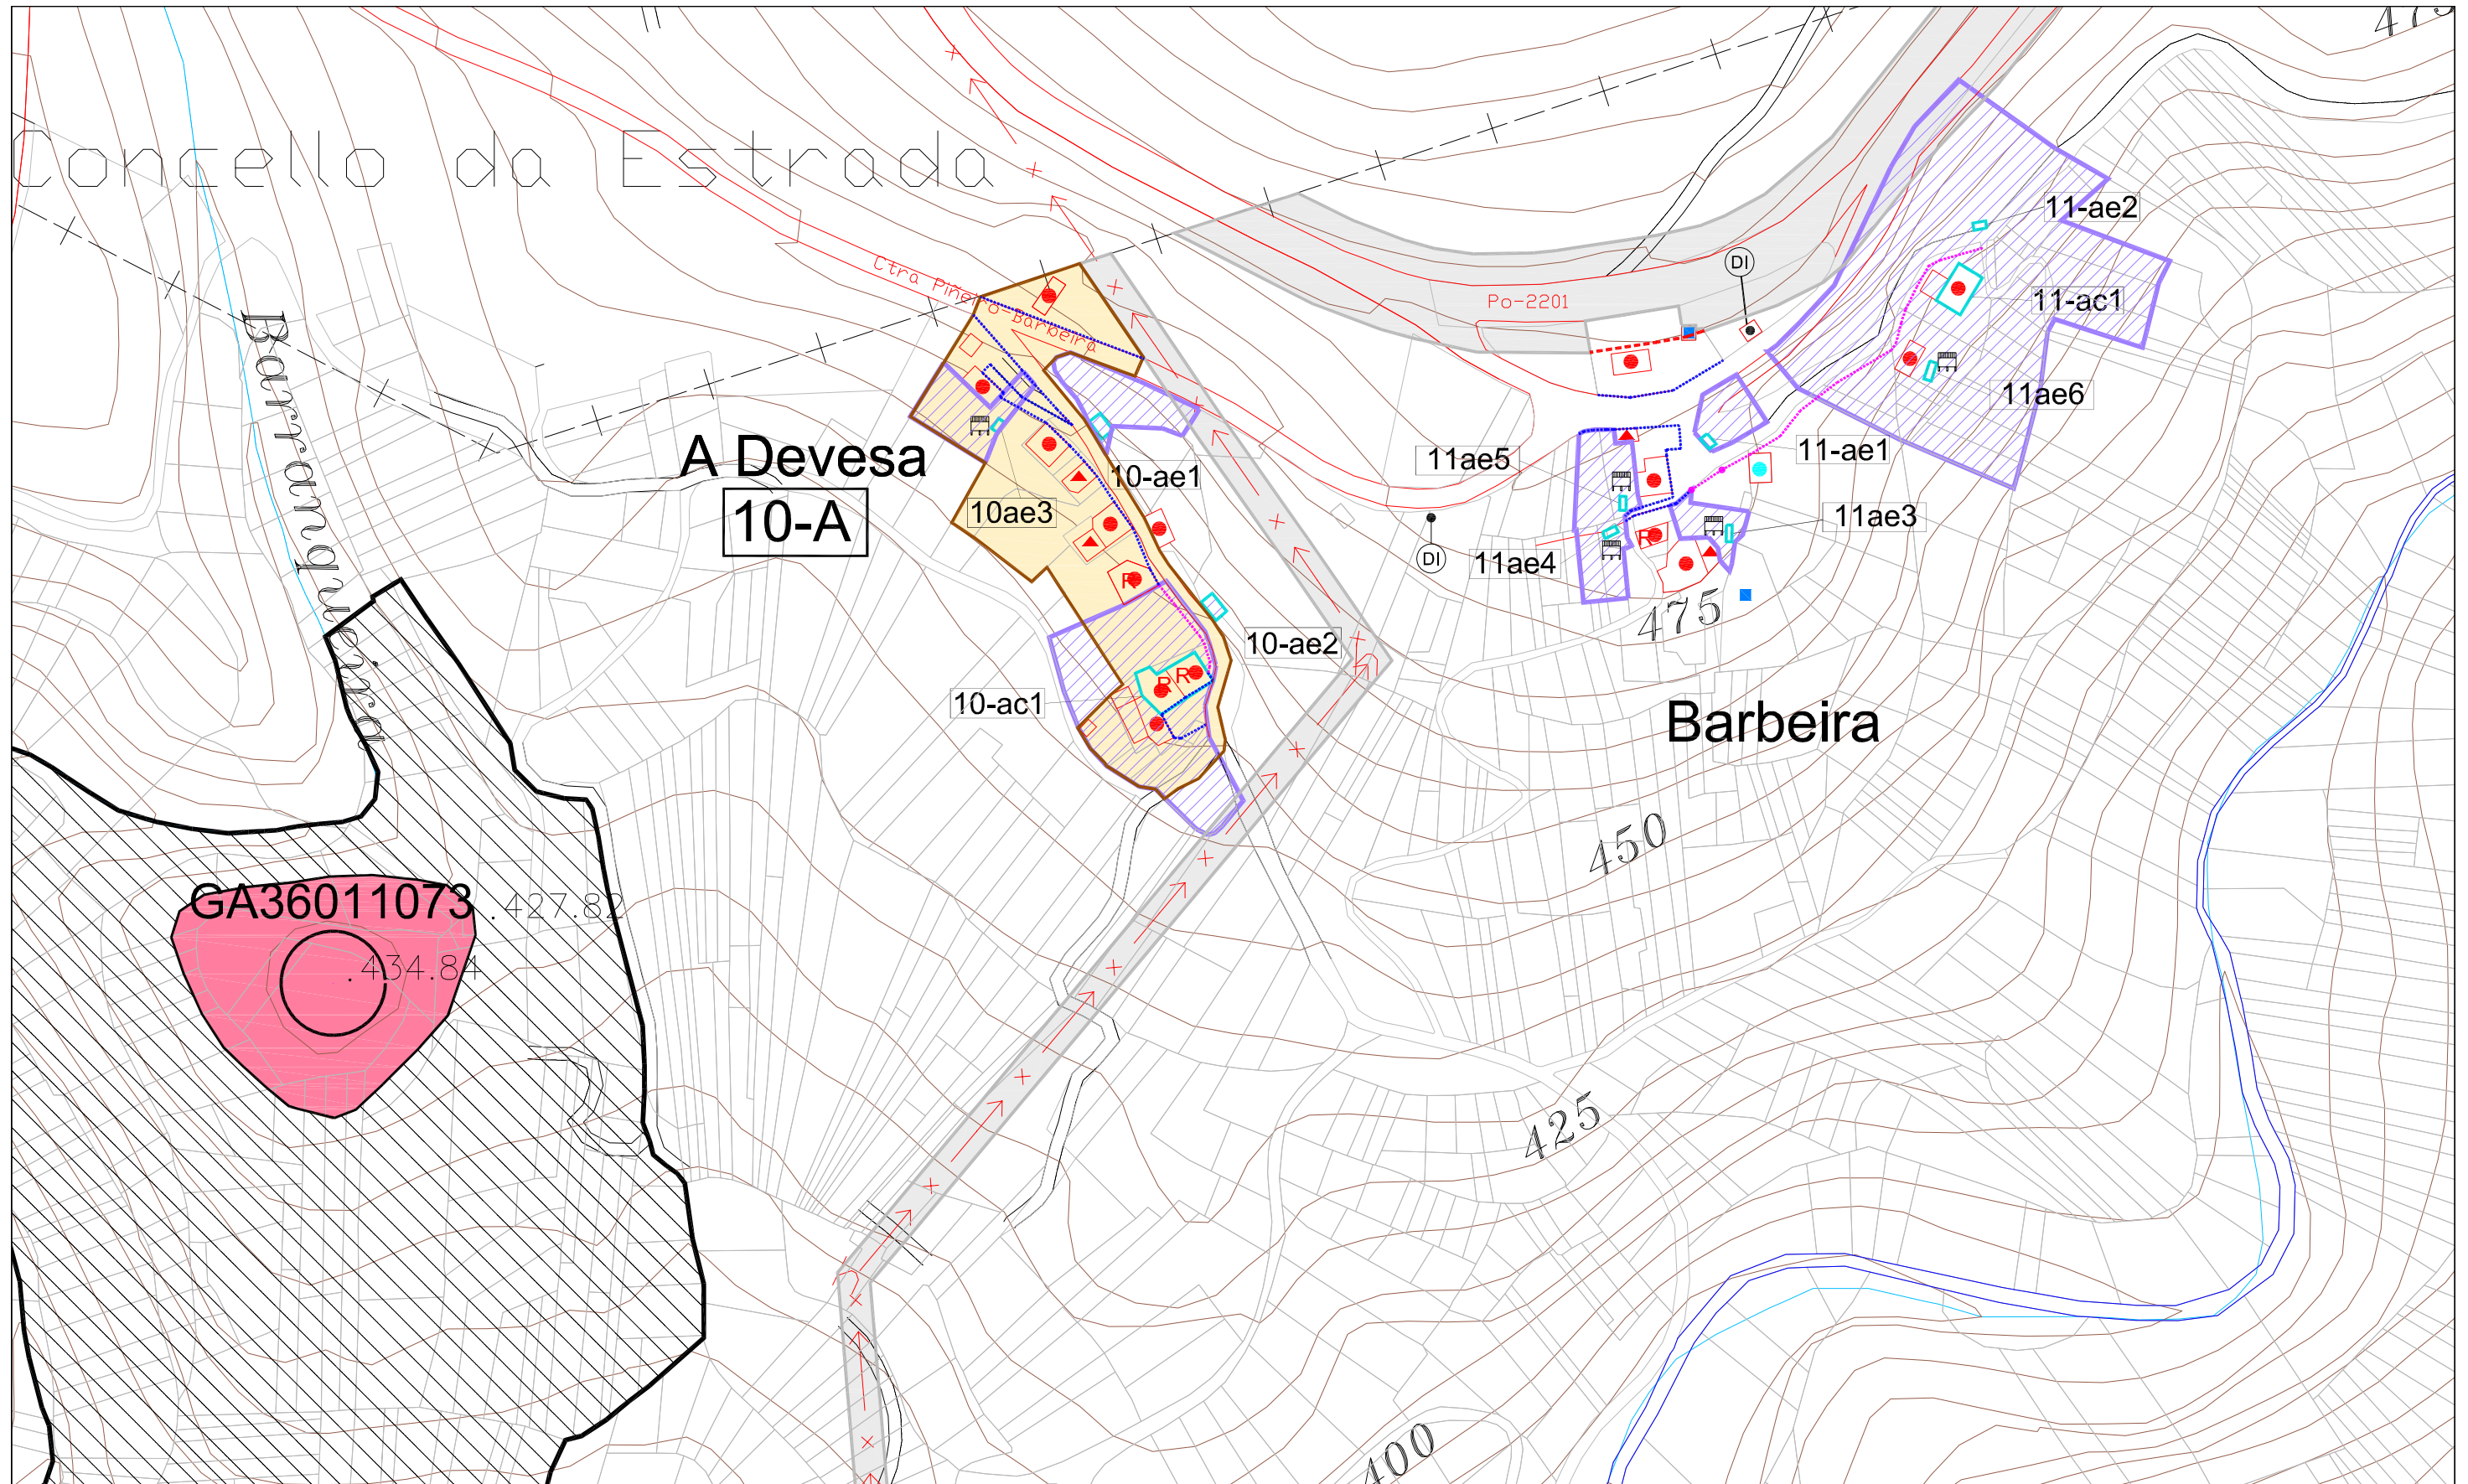 475
Concello da Estrada
11-ae2
DI
Ctra Piñeiro-Barbeira
11-ac1
Po-2201
11ae6
A Devesa
10-A
10-ae1
10ae3
11ae5
11-ae1
11ae3
R
DI
11ae4
R
475
10-ae2
R
R
10-ac1
Barbeira
450
GA36011073
.427.82
.434.84
425
400